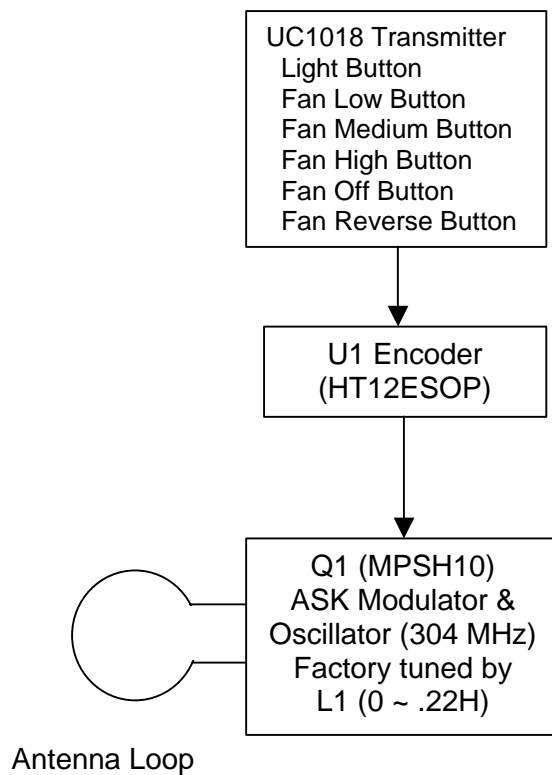 UC1018 Transmitter
Light Button
Fan Low Button
Fan Medium Button
Fan High Button
Fan Off Button
Fan Reverse Button
U1 Encoder
(HT12ESOP)
Q1 (MPSH10)
ASK Modulator &
Oscillator (304 MHz)
Factory tuned by
L1 (0 ~ .22H)
Antenna Loop